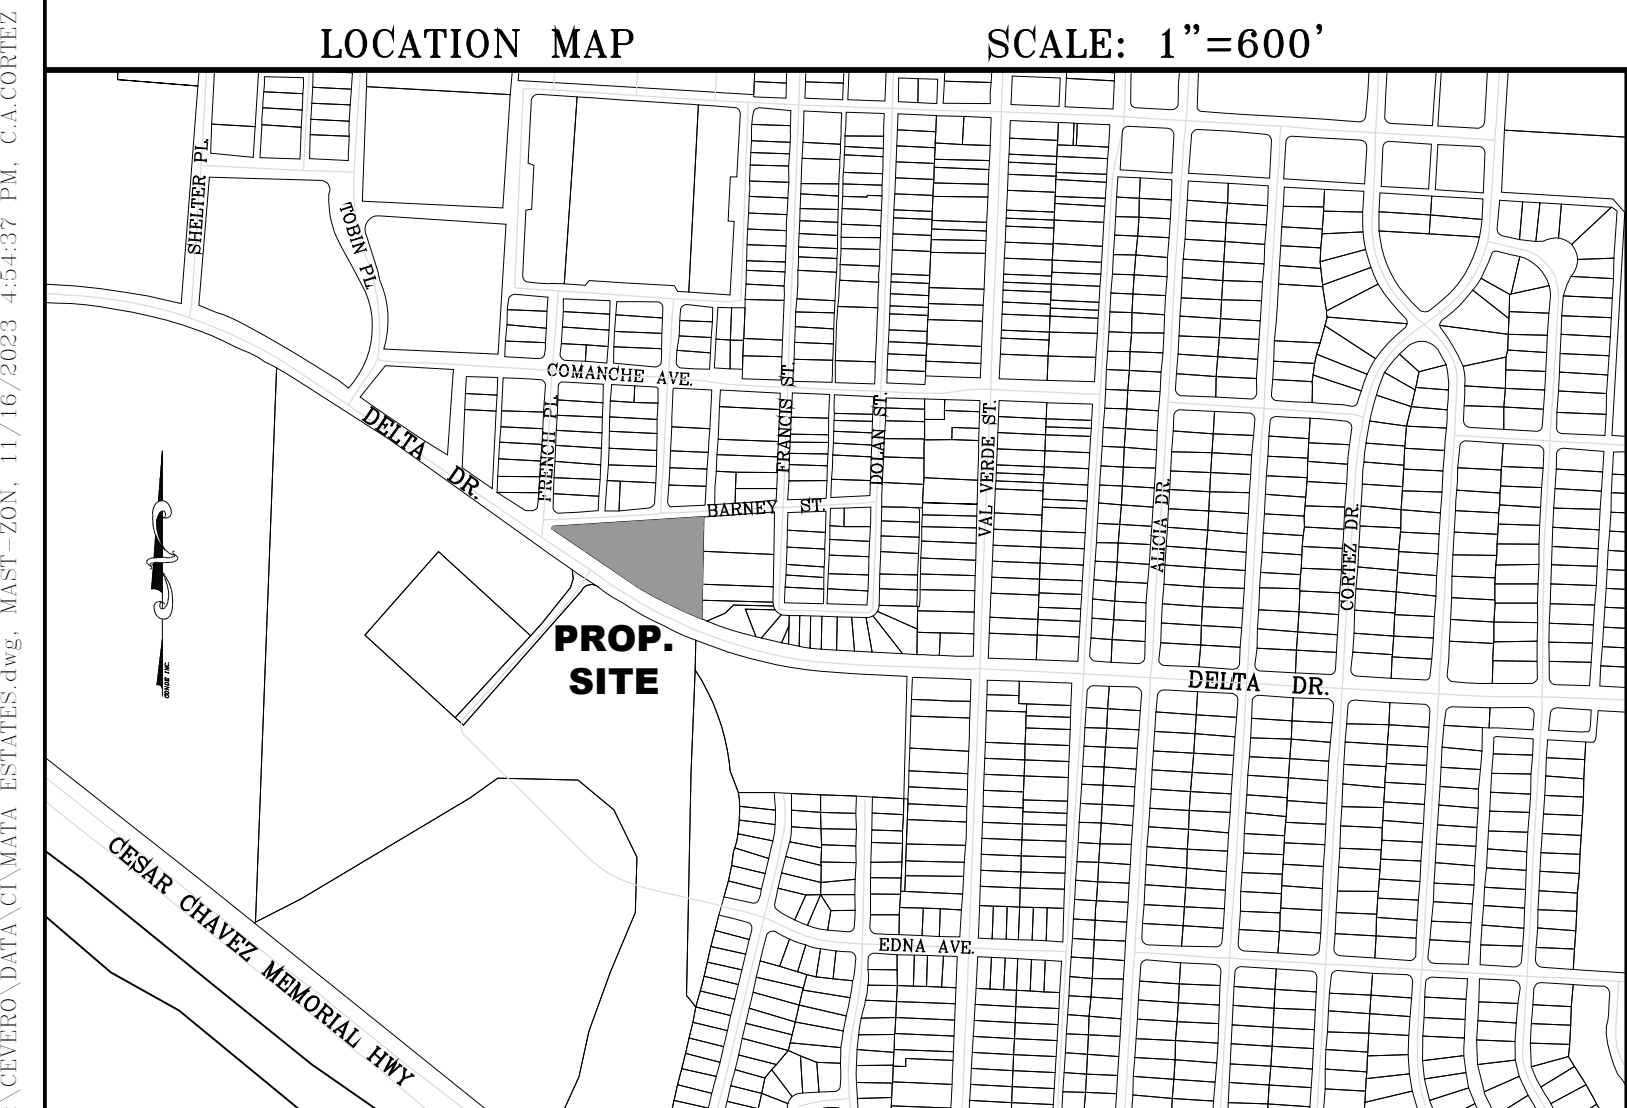 LOCATION MAP
SCALE: 1"=600'
:\CEVERO\DATA\CI\MATA ESTATES.dwg, MAST-ZON, 11/16/2023 4:54:37 PM, C.A.CORTEZ
SHELTER PL
TOBIN PL
COMANCHE AVE.
DELTA DR.
FRENCH PL.
FRANCIS ST.
DOLAN ST.
VAL VERDE ST.
BARNEY ST.
ALICIA DR.
CORTEZ DR.
PROP.
SITE
DELTA DR.
CESAR CHAVEZ MEMORIAL HWY
EDNA AVE.
CONDE INC.